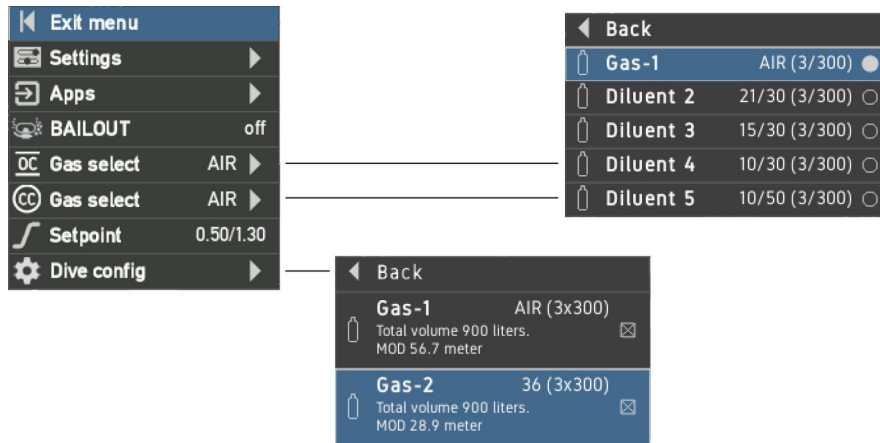 Exit menu
Settings
Apps
BAILOUT off
OC Gas select AIR
CC Gas select AIR
Setpoint 0.50/1.30
Dive config
Back
Gas-1 AIR (3/300)
Diluent 2 21/30 (3/300)
Diluent 3 15/30 (3/300)
Diluent 4 10/30 (3/300)
Diluent 5 10/50 (3/300)
Back
Gas-1 AIR (3x300)
Total volume 900 liters.
MOD 56.7 meter
Gas-2 36 (3x300)
Total volume 900 liters.
MOD 28.9 meter